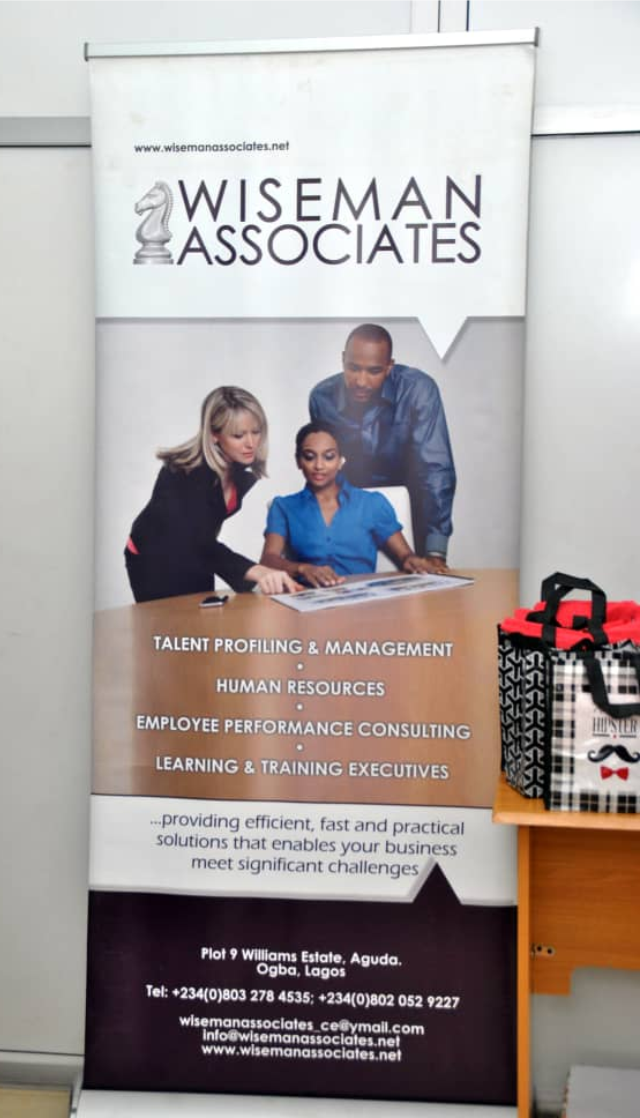 www.wisemanassociates.net
WISEMAN
ASSOCIATES
TALENT PROFILING & MANAGEMENT
•
HUMAN RESOURCES
•
EMPLOYEE PERFORMANCE CONSULTING
•
LEARNING & TRAINING EXECUTIVES
...providing efficient, fast and practical
solutions that enables your business
meet significant challenges
Plot 9 Williams Estate, Aguda.
Ogba, Lagos
Tel: +234(0)803 278 4535; +234(0)802 052 9227
wisemanassociates_ce@ymail.com
info@wisemanassociates.net
www.wisemanassociates.net
HIPSTER